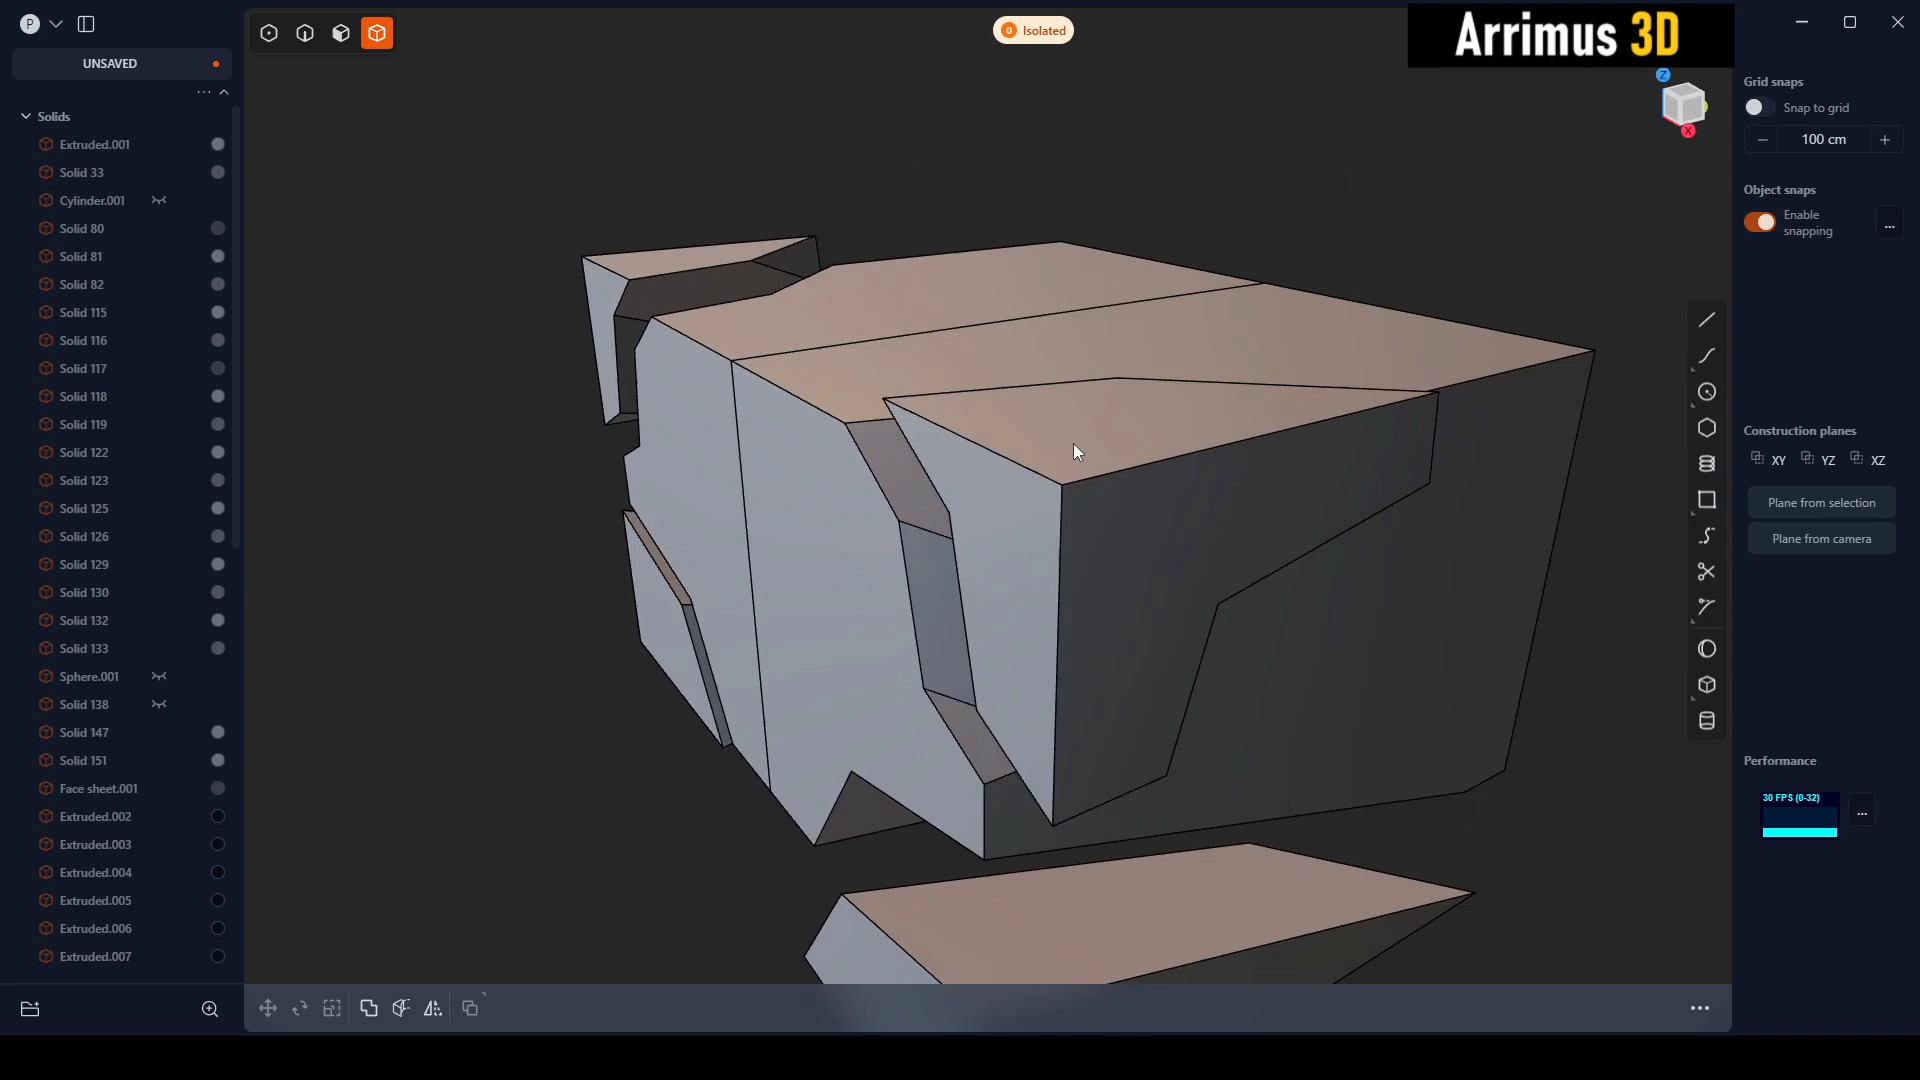 P
UNSAVED
Solids
Extruded.001
Solid 33
Cylinder.001
Solid 80
Solid 81
Solid 82
Solid 115
Solid 116
Solid 117
Solid 118
Solid 119
Solid 122
Solid 123
Solid 125
Solid 126
Solid 129
Solid 130
Solid 132
Solid 133
Sphere.001
Solid 138
Solid 147
Solid 151
Face sheet.001
Extruded.002
Extruded.003
Extruded.004
Extruded.005
Extruded.006
Extruded.007
0 Isolated
Arrimus 3D
Z
X
Grid snaps
Snap to grid
100 cm
Object snaps
Enable
snapping
Construction planes
XY YZ XZ
Plane from selection
Plane from camera
Performance
30 FPS (0-32)